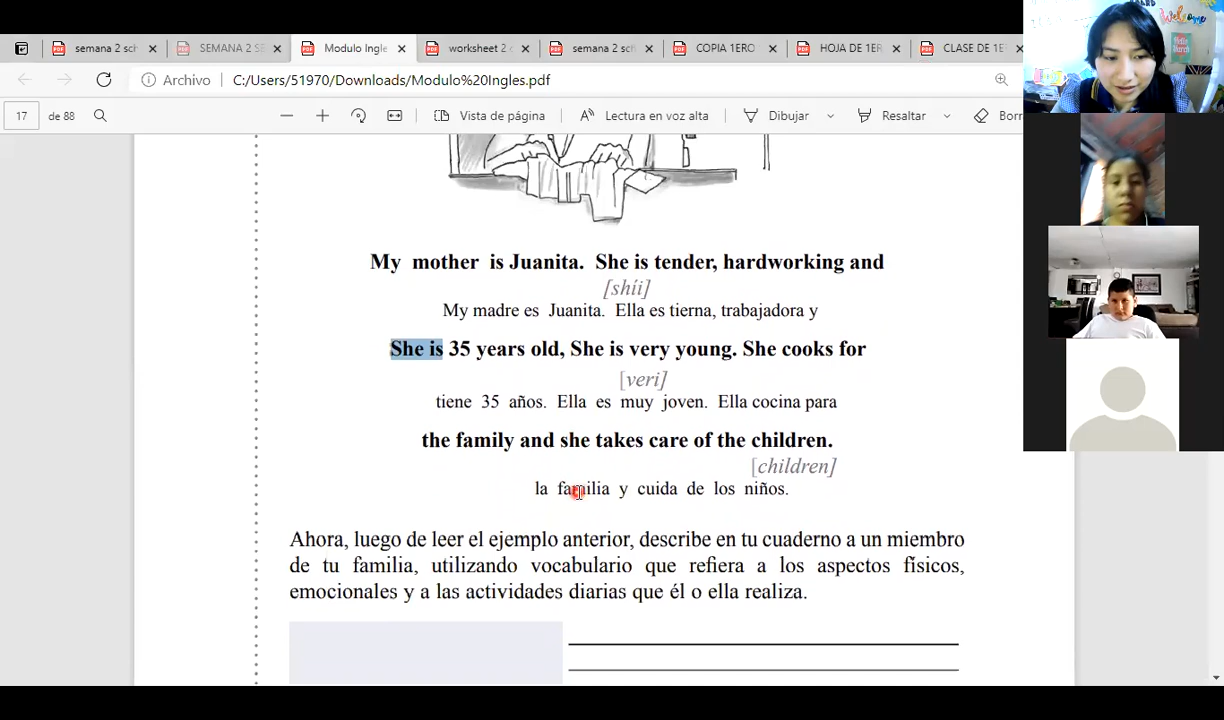 semana 2 sch
SEMANA 2 SE
Modulo Ingle
worksheet 2
semana 2 sch
COPIA 1ERO
HOJA DE 1ER
CLASE DE 1E
Archivo
C:/Users/51970/Downloads/Modulo%20Ingles.pdf
17
de 88
Vista de página
Lectura en voz alta
Dibujar
Resaltar
Borr
Welcome
My mother is Juanita. She is tender, hardworking and
[shíi]
My madre es Juanita. Ella es tierna, trabajadora y
She is 35 years old, She is very young. She cooks for
[veri]
tiene 35 años. Ella es muy joven. Ella cocina para
the family and she takes care of the children.
[children]
la familia y cuida de los niños.
Ahora, luego de leer el ejemplo anterior, describe en tu cuaderno a un miembro
de tu familia, utilizando vocabulario que refiera a los aspectos físicos,
emocionales y a las actividades diarias que él o ella realiza.